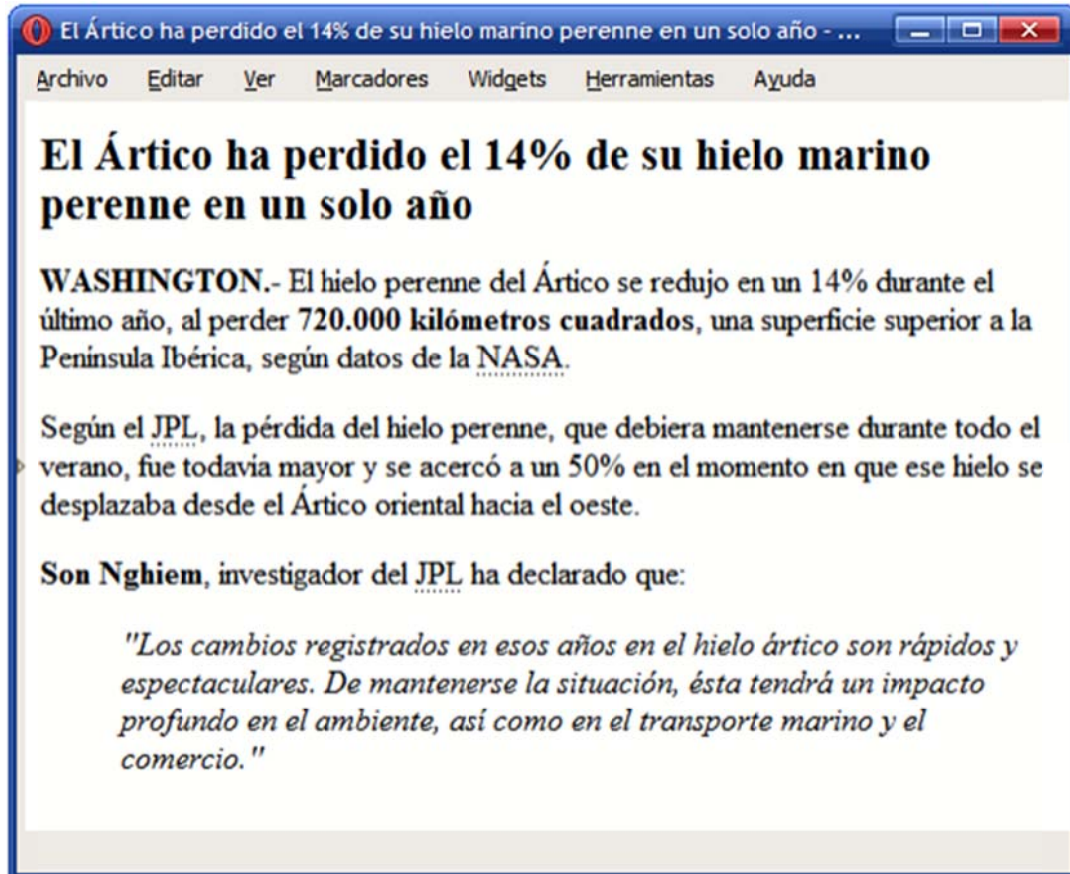 El Ártico ha perdido el 14% de su hielo marino perenne en un solo año - ...
Archivo Editar Ver Marcadores Widgets Herramientas Ayuda
El Ártico ha perdido el 14% de su hielo marino
perenne en un solo año
WASHINGTON.- El hielo perenne del Ártico se redujo en un 14% durante el
último año, al perder 720.000 kilómetros cuadrados, una superficie superior a la
Península Ibérica, según datos de la NASA.
Según el JPL, la pérdida del hielo perenne, que debiera mantenerse durante todo el
verano, fue todavía mayor y se acercó a un 50% en el momento en que ese hielo se
desplazaba desde el Ártico oriental hacia el oeste.
Son Nghiem, investigador del JPL ha declarado que:
"Los cambios registrados en esos años en el hielo ártico son rápidos y
espectaculares. De mantenerse la situación, ésta tendrá un impacto
profundo en el ambiente, así como en el transporte marino y el
comercio."